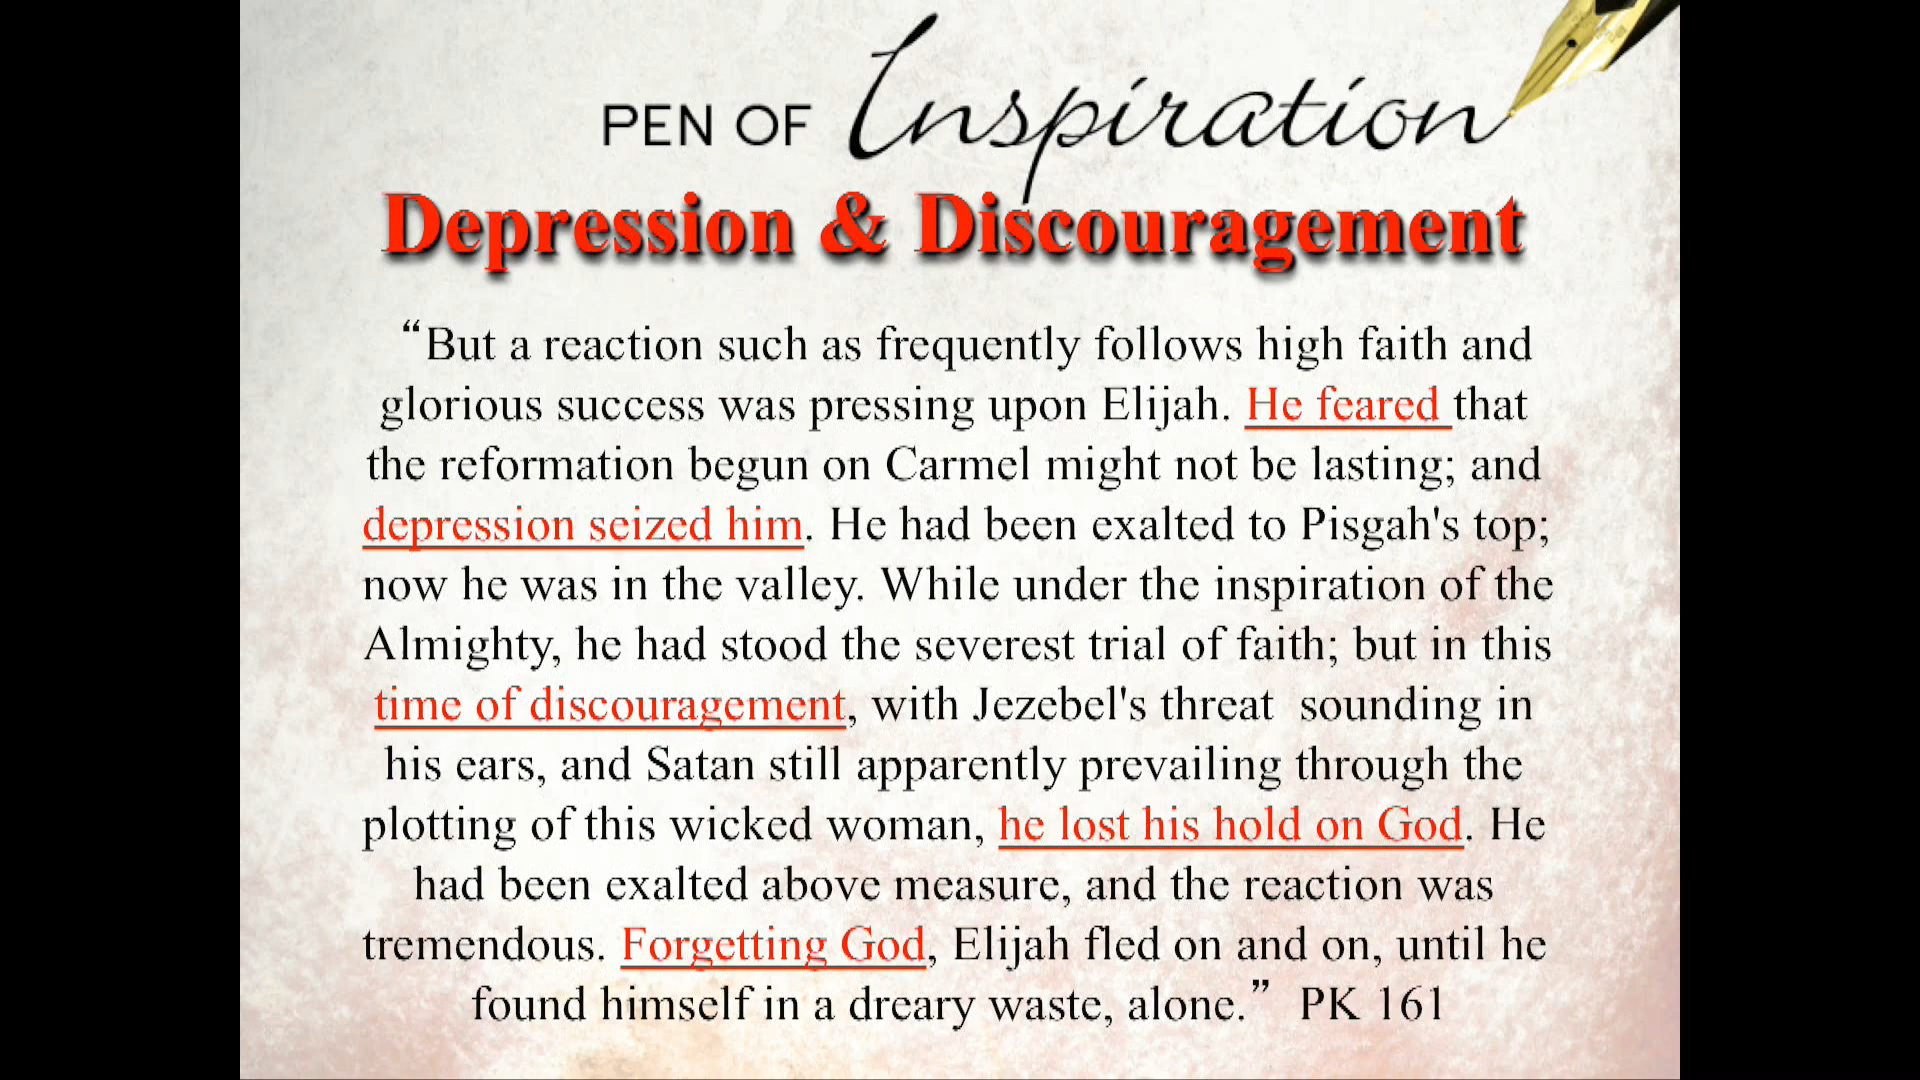 PEN OF Inspiration
Depression & Discouragement
“But a reaction such as frequently follows high faith and
glorious success was pressing upon Elijah. He feared that
the reformation begun on Carmel might not be lasting; and
depression seized him. He had been exalted to Pisgah's top;
now he was in the valley. While under the inspiration of the
Almighty, he had stood the severest trial of faith; but in this
time of discouragement, with Jezebel's threat  sounding in
his ears, and Satan still apparently prevailing through the
plotting of this wicked woman, he lost his hold on God. He
had been exalted above measure, and the reaction was
tremendous. Forgetting God, Elijah fled on and on, until he
found himself in a dreary waste, alone.”  PK 161